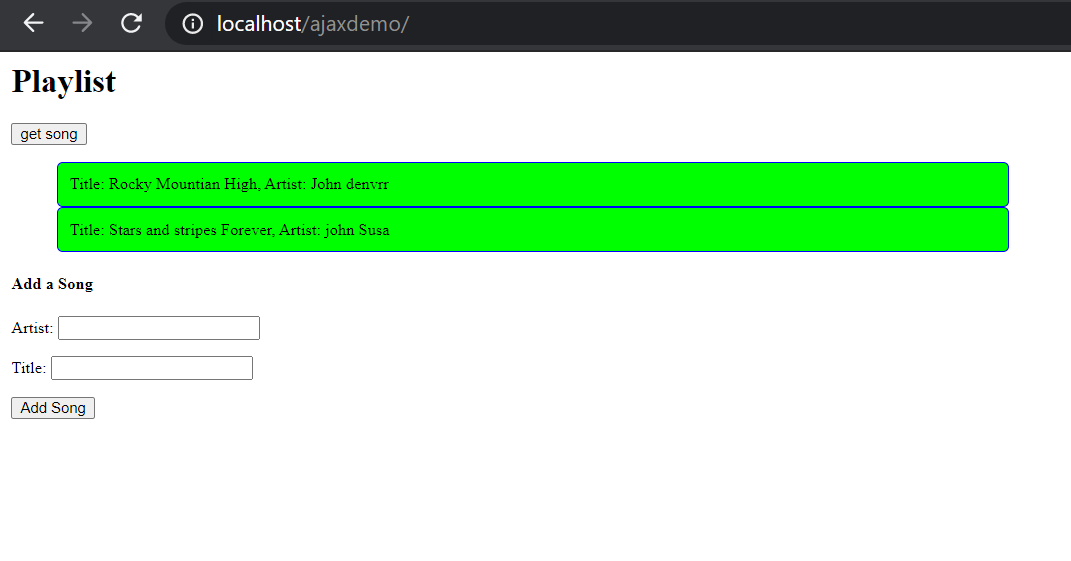 localhost/ajaxdemo/
Playlist
get song
Title: Rocky Mountian High, Artist: John denvrr
Title: Stars and stripes Forever, Artist: john Susa
Add a Song
Artist:
Title:
Add Song